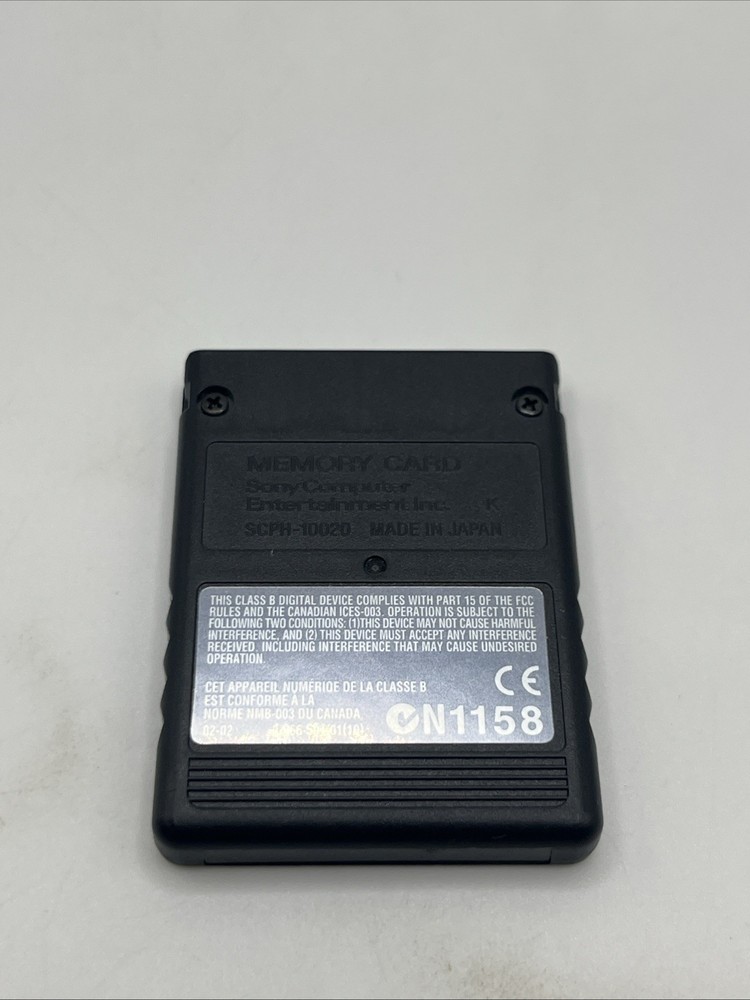 MEMORY CARD
Sony Computer
Entertainment Inc. K
SCPH-10020 MADE IN JAPAN
THIS CLASS B DIGITAL DEVICE COMPLIES WITH PART 15 OF THE FCC
RULES AND THE CANADIAN ICES-003. OPERATION IS SUBJECT TO THE
FOLLOWING TWO CONDITIONS: (1)THIS DEVICE MAY NOT CAUSE HARMFUL
INTERFERENCE, AND (2) THIS DEVICE MUST ACCEPT ANY INTERFERENCE
RECEIVED, INCLUDING INTERFERENCE THAT MAY CAUSE UNDESIRED
OPERATION.
CET APPAREIL NUMÉRIQE DE LA CLASSE B
EST CONFORME A LA
NORME NMB-003 DU CANADA.
CE
N1158
02-02